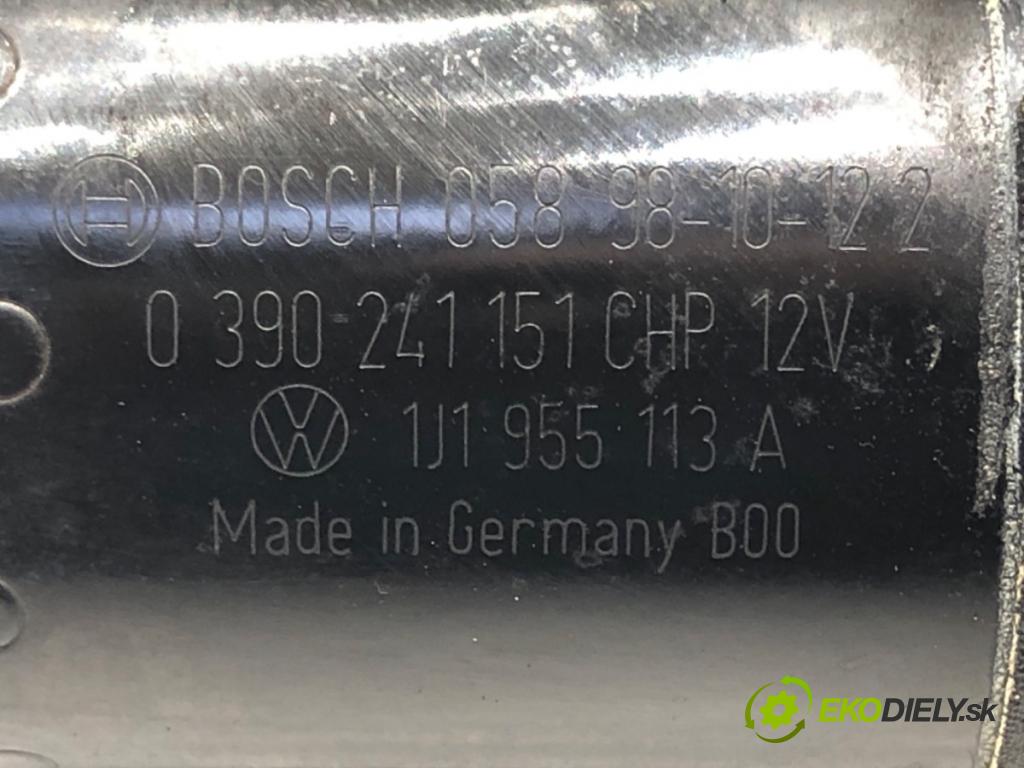 BOSCH 058 98-10-12 2
0 390 241 151 CHP 12V
1J1 955 113 A
Made in Germany B00
EKODIELY.sk